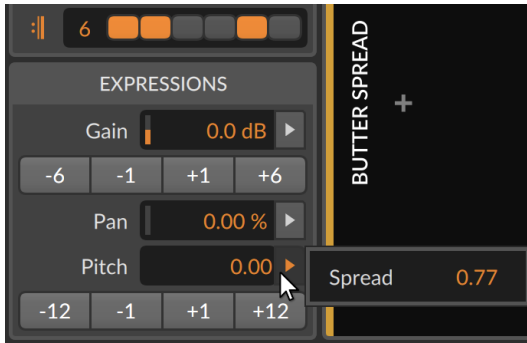 6
EXPRESSIONS
Gain 0.0 dB
-6 -1 +1 +6
Pan 0.00 %
Pitch 0.00
-12 -1 +1 +12
BUTTER SPREAD
+
Spread 0.77